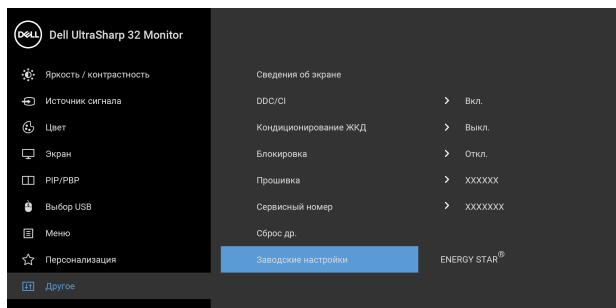 DELL Dell UltraSharp 32 Monitor
Яркость / контрастность Сведения об экране
Источник сигнала DDC/CI Вкл.
Цвет Кондиционирование ЖКД Выкл.
Экран Блокировка Откл.
PIP/PBP Прошивка XXXXXX
Выбор USB Сервисный номер XXXXXXX
Меню Сброс др.
Персонализация Заводские настройки ENERGY STAR®
Другое